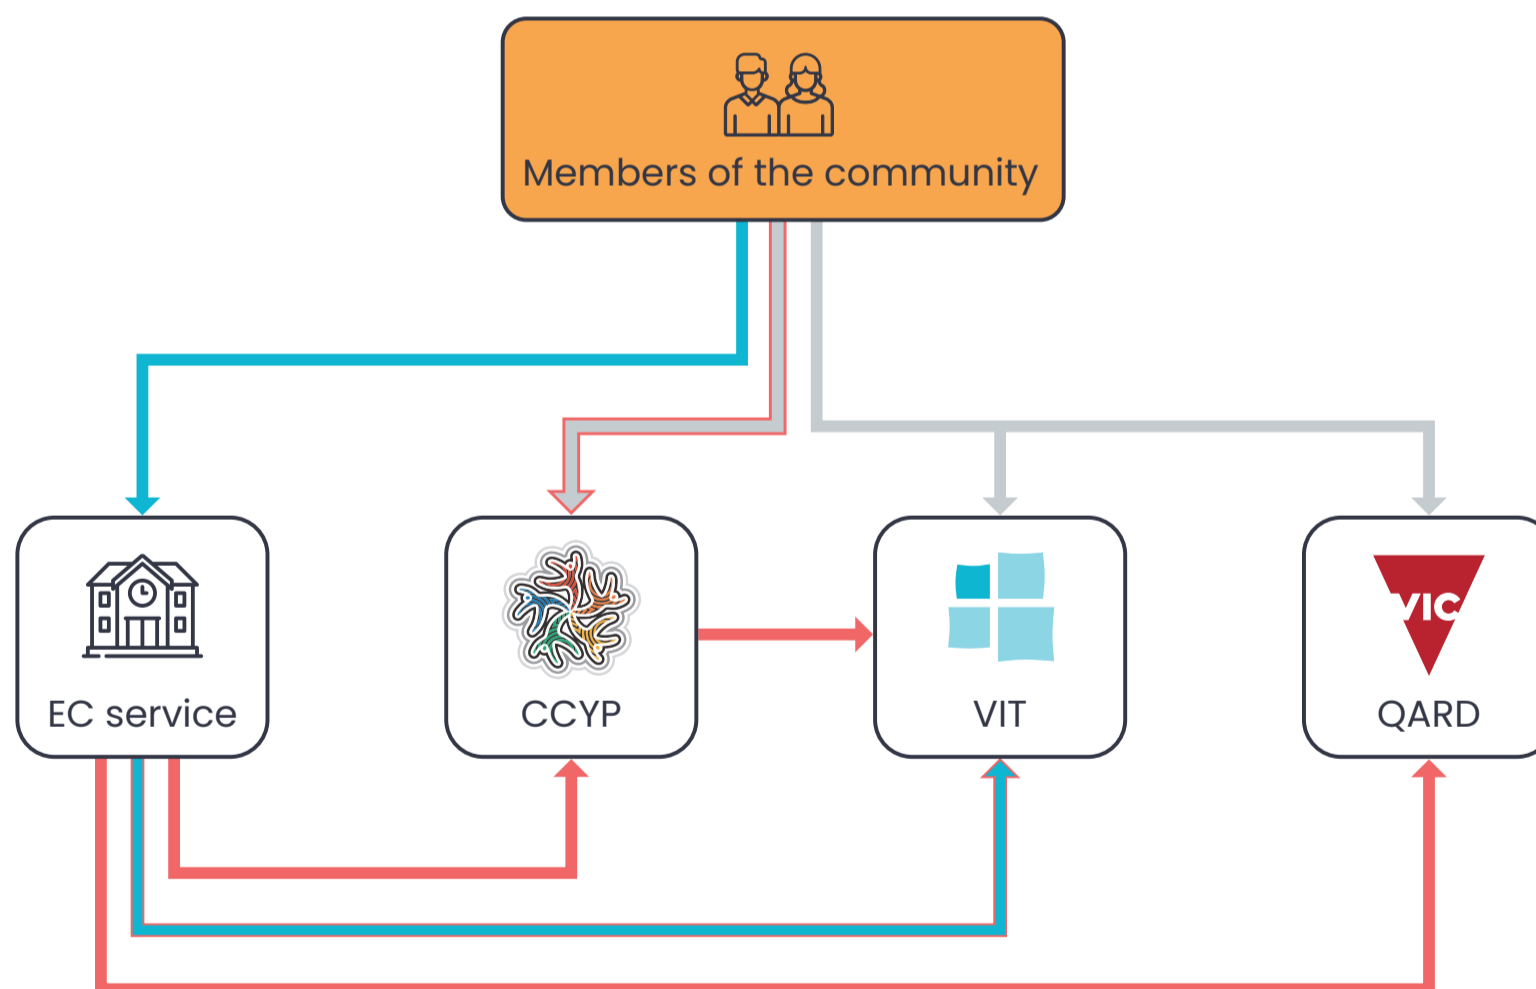 Members of the community
EC service
CCYP
VIT
VIC
QARD